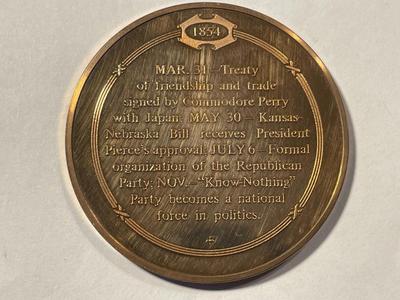 1854
MAR. 31—Treaty
of friendship and trade
signed by Commodore Perry
with Japan; MAY 30—Kansas-
Nebraska Bill receives President
Pierce's approval; JULY 6—Formal
organization of the Republican
Party; NOV.—"Know-Nothing"
Party becomes a national
force in politics.